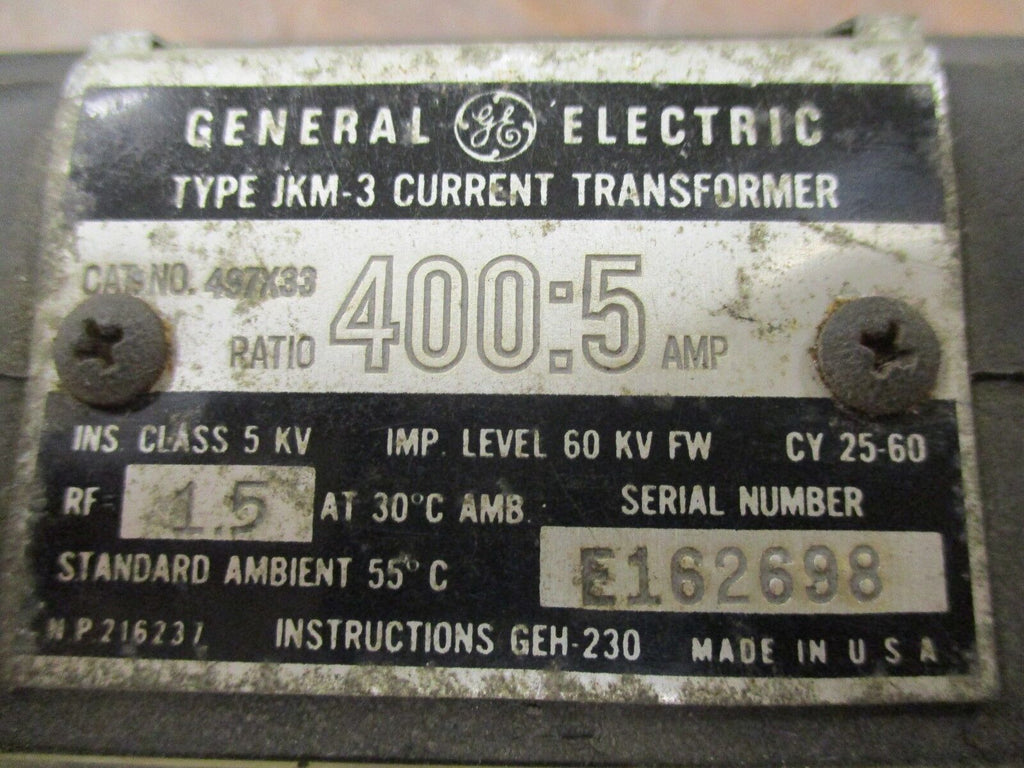 GENERAL GE ELECTRIC
TYPE JKM-3 CURRENT TRANSFORMER
CAT. NO. 497X33
RATIO 400:5 AMP
INS. CLASS 5 KV IMP. LEVEL 60 KV FW CY 25-60
RF 1.5 AT 30°C AMB. SERIAL NUMBER
STANDARD AMBIENT 55°C E162698
N.P. 216237 INSTRUCTIONS GEH-230 MADE IN U S A